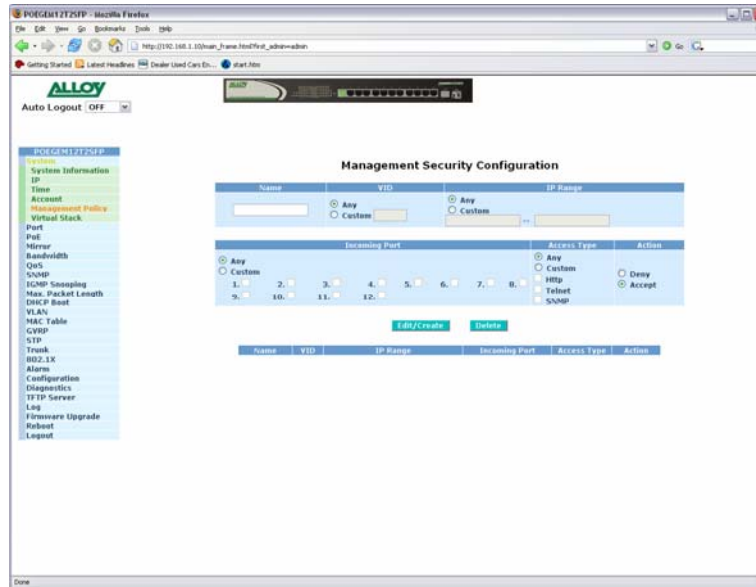 POEGEM12T2SFP - Mozilla Firefox
File Edit View Go Bookmarks Tools Help
http://192.168.1.10/main_frame.html?first_admin=admin
Go
Getting Started Latest Headlines Dealer Used Cars En... start.htm
ALLOY
Auto Logout OFF
POEGEM12T2SFP
System
System Information
IP
Time
Account
Management Policy
Virtual Stack
Port
PoE
Mirror
Bandwidth
QoS
SNMP
IGMP Snooping
Max. Packet Length
DHCP Boot
VLAN
MAC Table
GVRP
STP
Trunk
802.1X
Alarm
Configuration
Diagnostics
TFTP Server
Log
Firmware Upgrade
Reboot
Logout
Management Security Configuration
Name VID IP Range
Any Any
Custom Custom
Incoming Port Access Type Action
Any Any
Custom Custom Deny
1. 2. 3. 4. 5. 6. 7. 8. Http Accept
9. 10. 11. 12. Telnet
SNMP
Edit/Create Delete
Name VID IP Range Incoming Port Access Type Action
Done